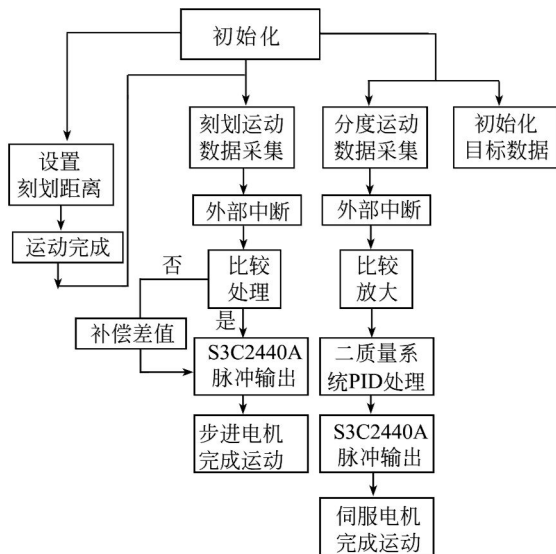 初始化
刻划运动
数据采集
分度运动
数据采集
初始化
目标数据
设置
刻划距离
外部中断
外部中断
运动完成
否
比较
处理
比较
放大
是
补偿差值
S3C2440A
脉冲输出
二质量系
统PID处理
步进电机
完成运动
S3C2440A
脉冲输出
伺服电机
完成运动